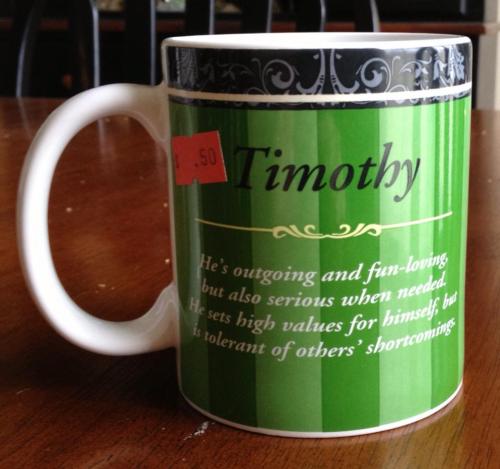 $ .50
Timothy
He's outgoing and fun-loving,
but also serious when needed.
He sets high values for himself, but
is tolerant of others' shortcomings.